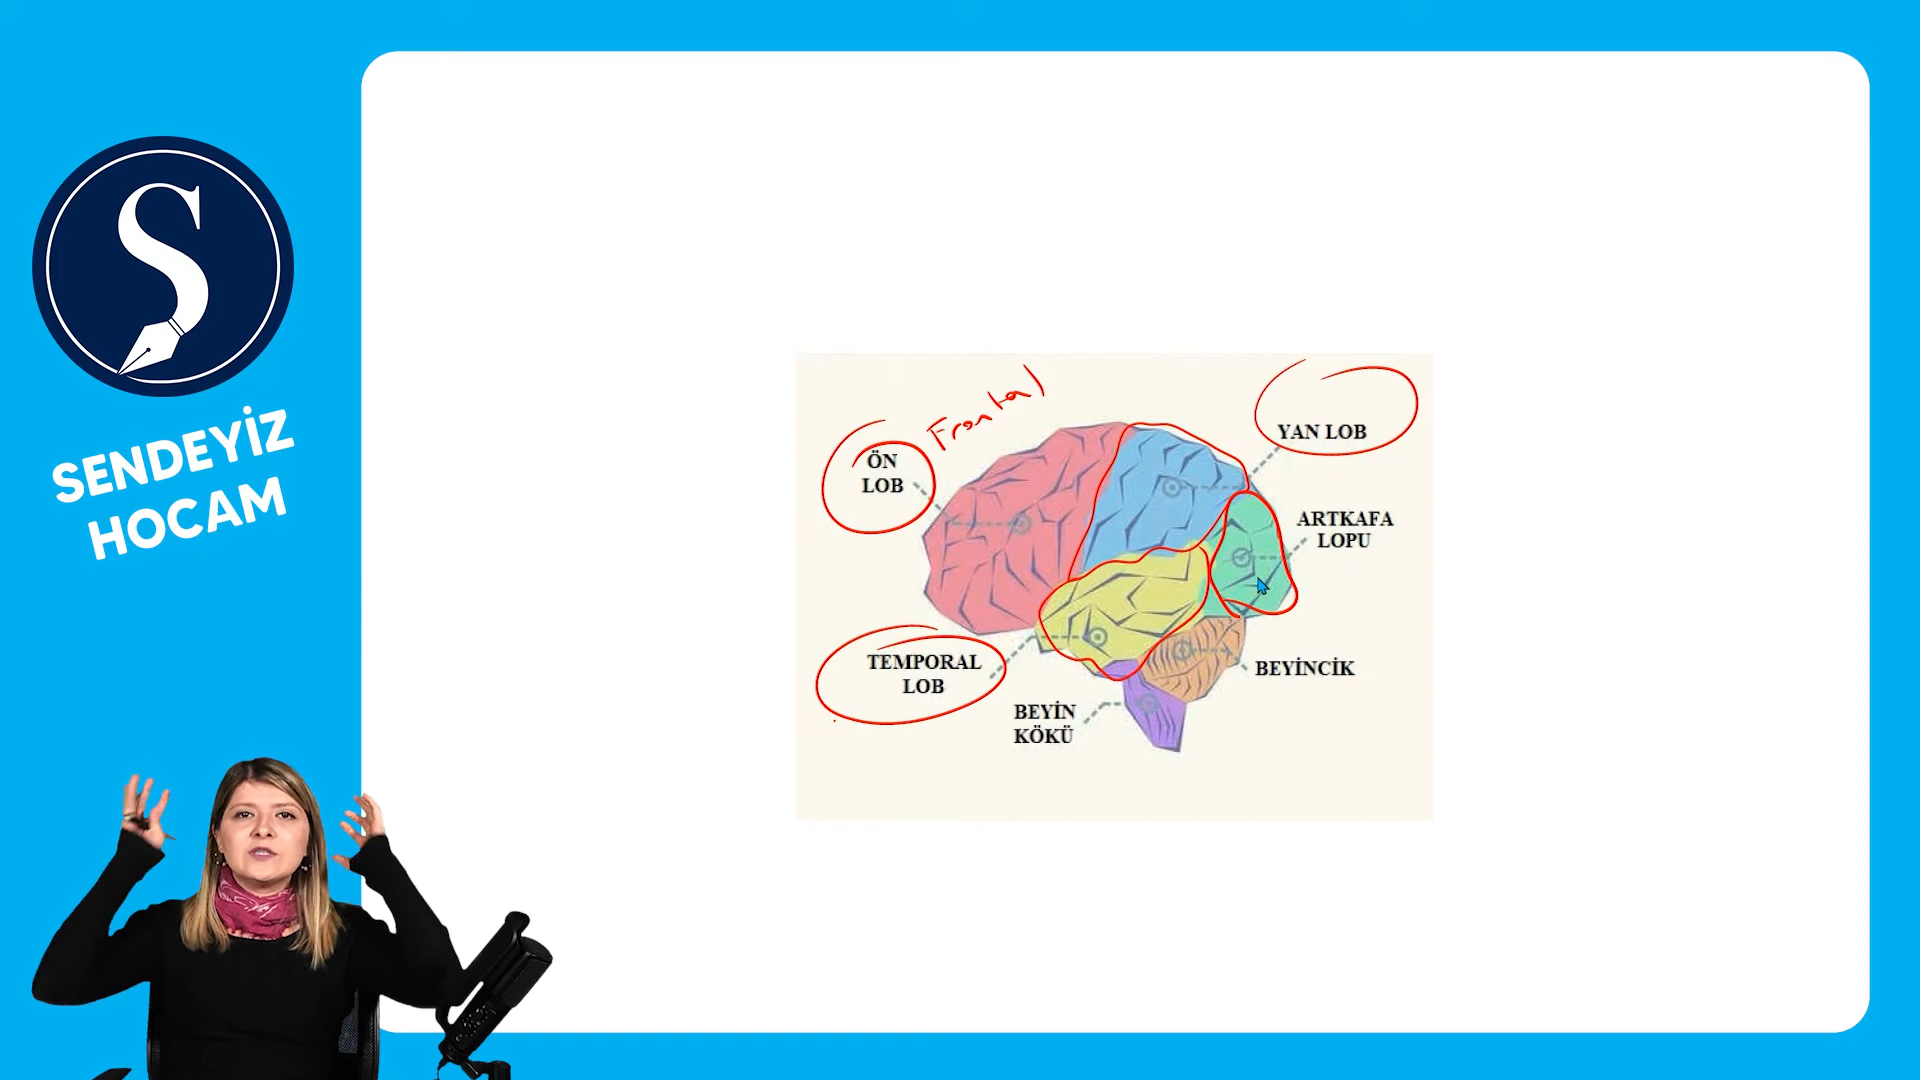 S
SENDEYİZ
HOCAM
Frontal
YAN LOB
ÖN
LOB
ARTKAFA
LOPU
TEMPORAL
LOB
BEYİNCİK
BEYİN
KÖKÜ